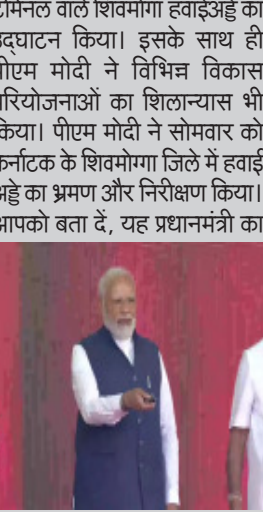 टर्मिनल वाले शिवमोगा हवाईअड्डे का
उदघाटन किया। इसके साथ ही
पीएम मोदी ने विभिन्न विकास
परियोजनाओं का शिलान्यास भी
किया। पीएम मोदी ने सोमवार को
कर्नाटक के शिवमोग्गा जिले में हवाई
अड्डे का भ्रमण और निरीक्षण किया।
आपको बता दें, यह प्रधानमंत्री का